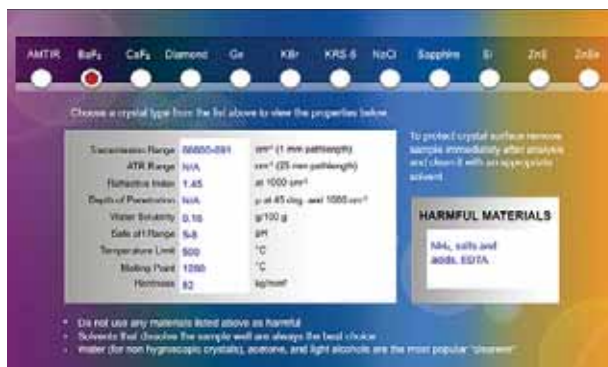 AMTIR BaF₂ CaF₂ Diamond Ge KBr KRS-5 NaCl Sapphire Si ZnS ZnSe
Choose a crystal type from the list above to view the properties below
Transmission Range 66600-691 cm⁻¹ (1 mm pathlength)
ATR Range N/A cm⁻¹ (25 mm pathlength)
Refractive Index 1.45 at 1000 cm⁻¹
Depth of Penetration N/A µ at 45 deg. and 1000 cm⁻¹
Water Solubility g/100 g
Safe pH Range 5-8 pH
Temperature Limit 500 °C
Melting Point 1280 °C
Hardness 82 kg/mm²
To protect crystal surface remove
sample immediately after analysis
and clean it with an appropriate
solvent
HARMFUL MATERIALS
NH₄ salts and
acids, EDTA
• Do not use any materials listed above as harmful
• Solvents that dissolve the sample well are always the best choice
• Water (for non hygroscopic crystals), acetone, and light alcohols are the most popular "cleaners"